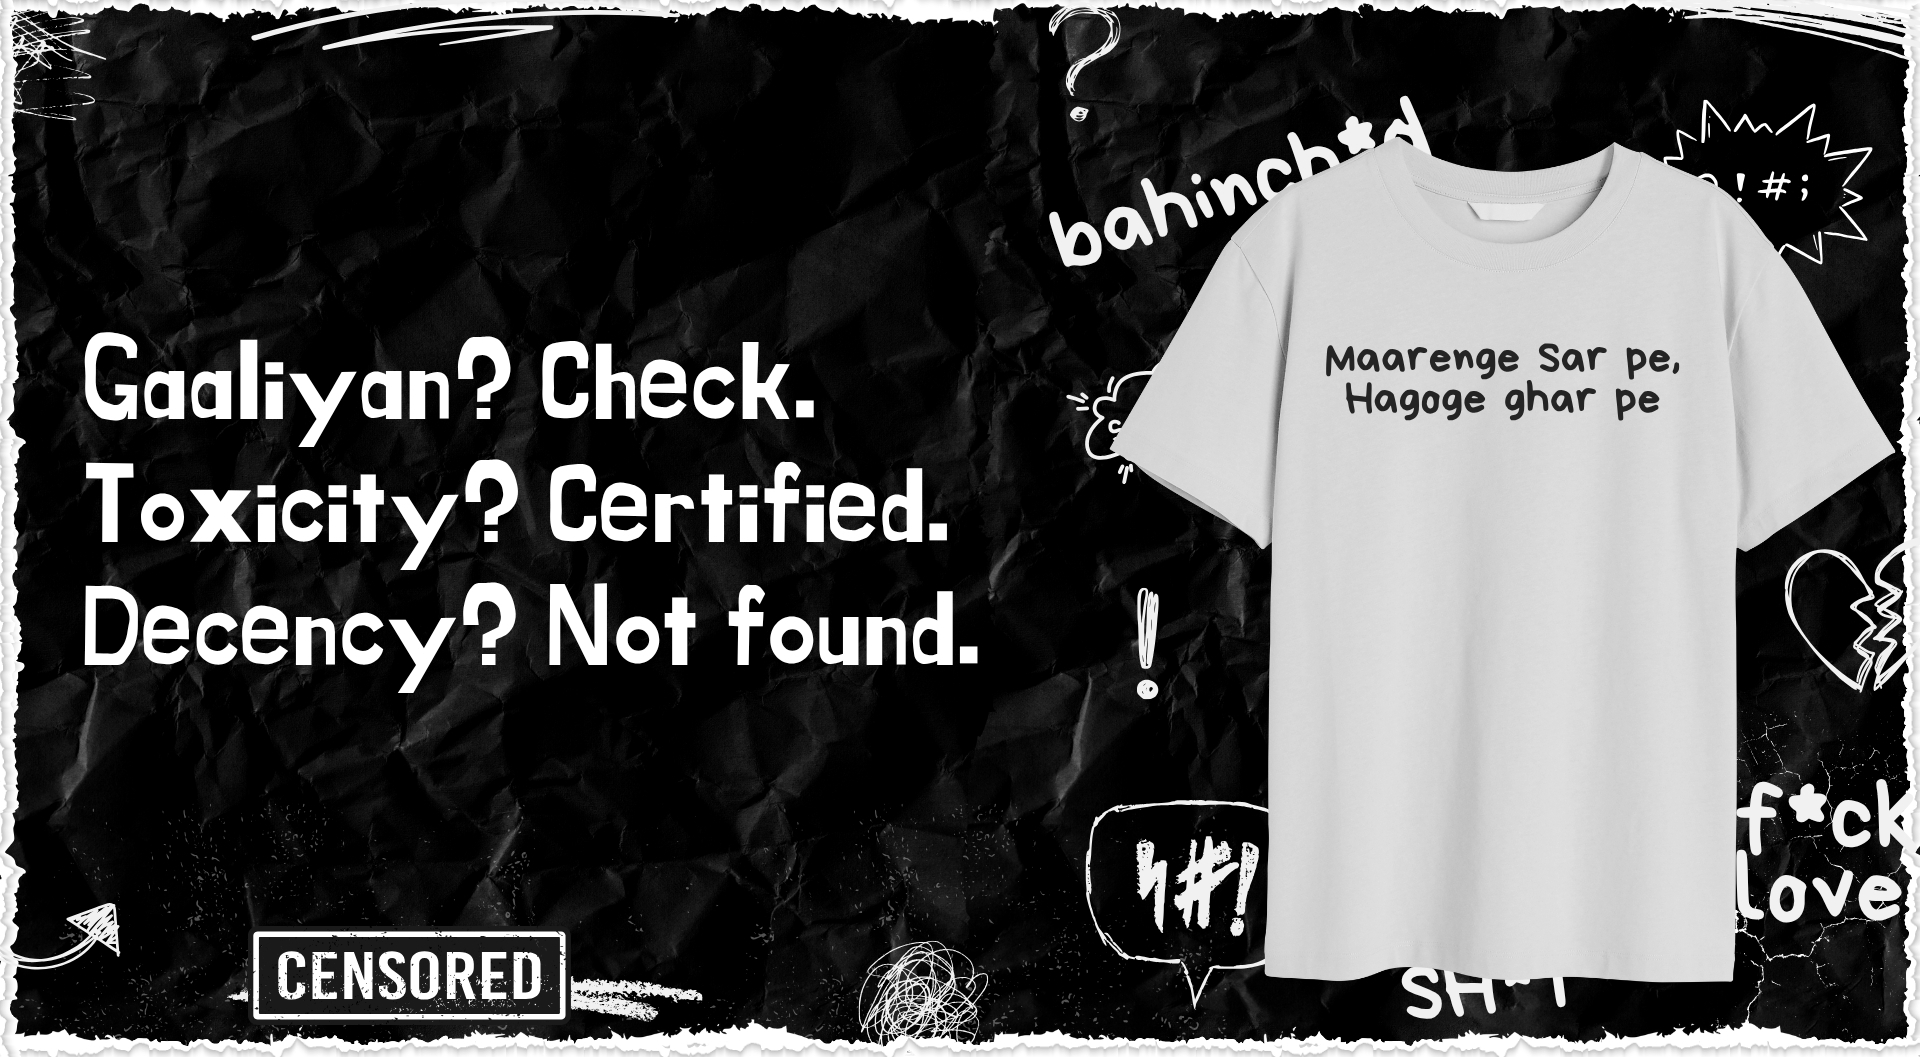 Gaaliyan? Check.
Toxicity? Certified.
Decency? Not found.
CENSORED
bahinch*d
!#;
Maarenge Sar pe,
Hagoge ghar pe
#!
f*ck
love
SH*T